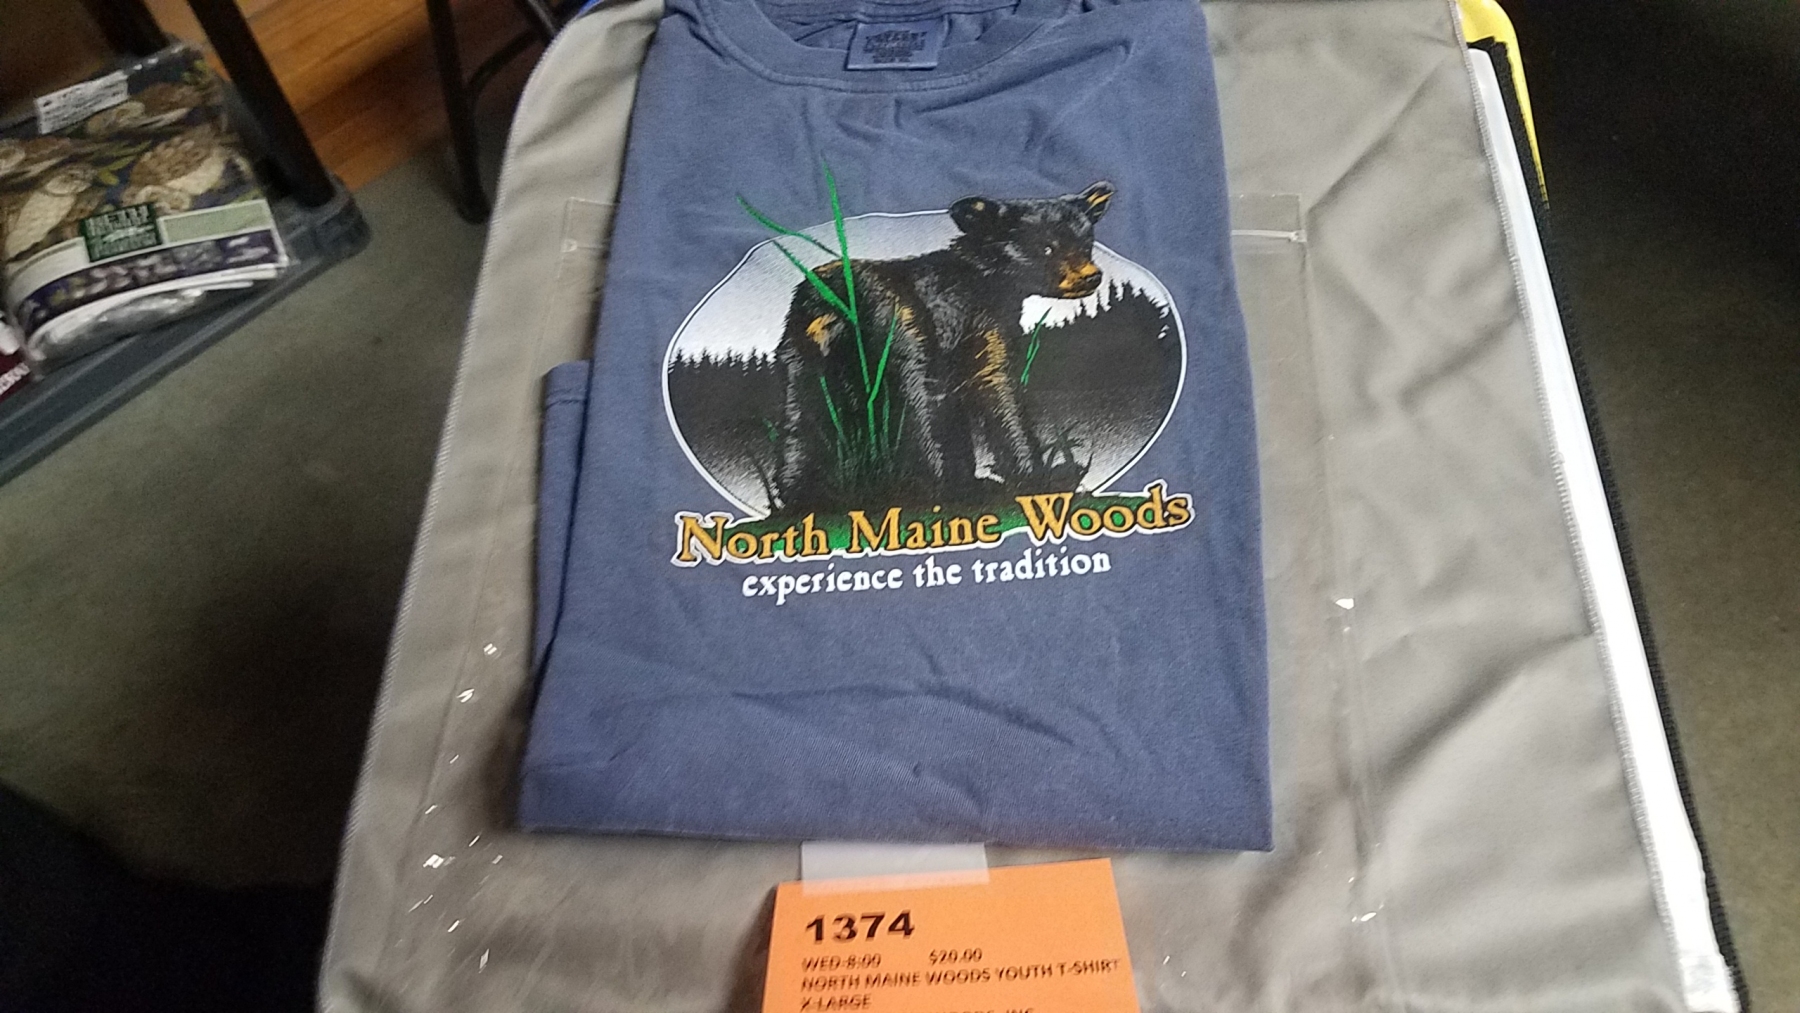 North Maine Woods
experience the tradition
1374
WED-8:00 $20.00
NORTH MAINE WOODS YOUTH T-SHIRT
X-LARGE